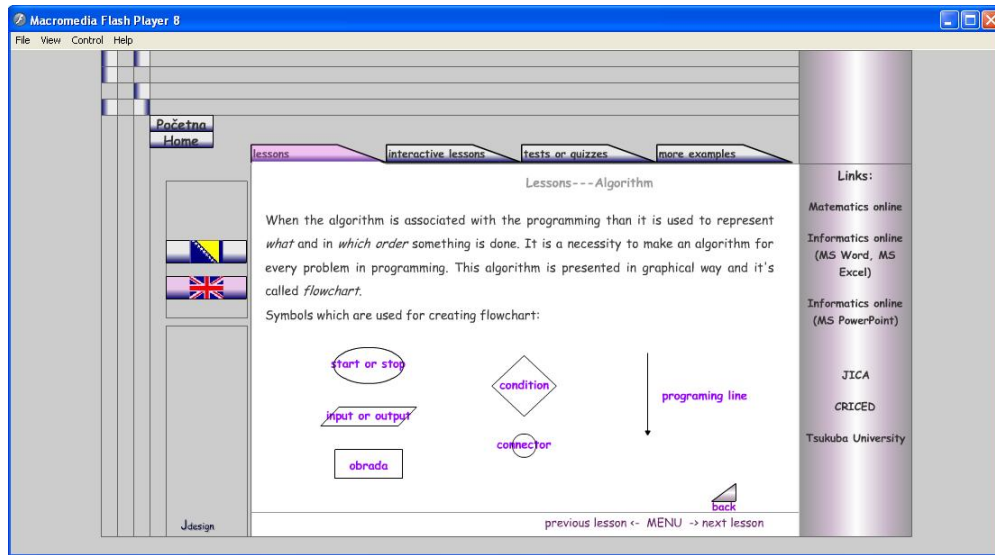 Macromedia Flash Player 8
File View Control Help
Početna
Home
lessons
interactive lessons
tests or quizzes
more examples
Lessons---Algorithm
When the algorithm is associated with the programming than it is used to represent
what and in which order something is done. It is a necessity to make an algorithm for
every problem in programming. This algorithm is presented in graphical way and it's
called flowchart.
Symbols which are used for creating flowchart:
start or stop
condition
programing line
input or output
connector
obrada
back
previous lesson <- MENU -> next lesson
Jdesign
Links:
Matematics online
Informatics online
(MS Word, MS
Excel)
Informatics online
(MS PowerPoint)
JICA
CRICED
Tsukuba University